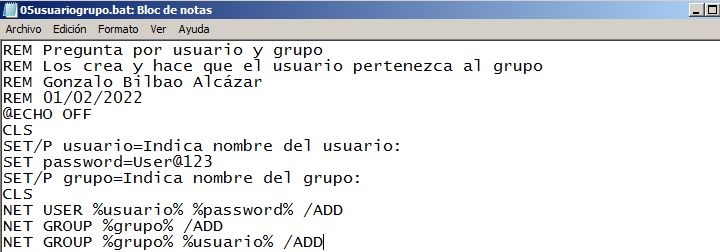 05usuariogrupo.bat: Bloc de notas
Archivo Edición Formato Ver Ayuda
REM Pregunta por usuario y grupo
REM Los crea y hace que el usuario pertenezca al grupo
REM Gonzalo Bilbao Alcázar
REM 01/02/2022
@ECHO OFF
CLS
SET/P usuario=Indica nombre del usuario:
SET password=User@123
SET/P grupo=Indica nombre del grupo:
CLS
NET USER %usuario% %password% /ADD
NET GROUP %grupo% /ADD
NET GROUP %grupo% %usuario% /ADD